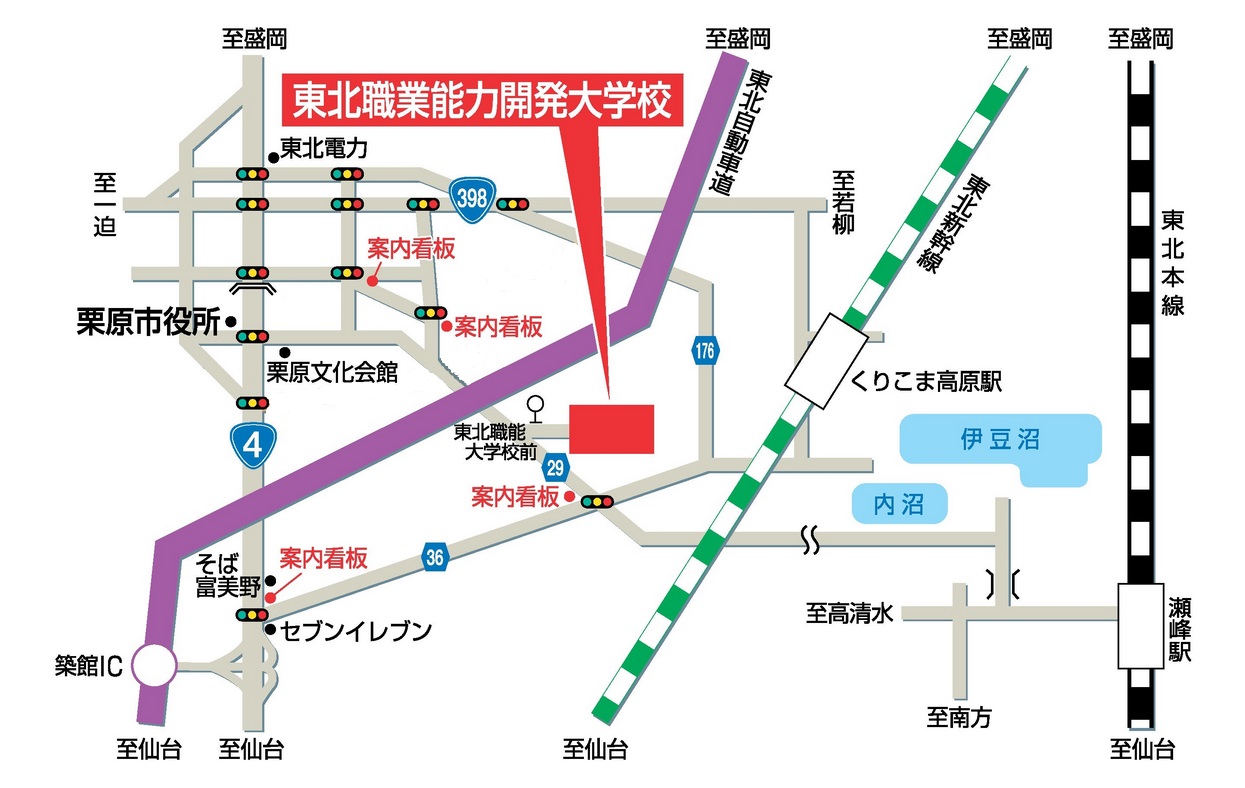 至盛岡
至盛岡
至盛岡
至盛岡
東北職業能力開発大学校
東北自動車道
東北電力
至一迫
398
至若柳
東北新幹線
東北本線
案内看板
栗原市役所
案内看板
176
栗原文化会館
くりこま高原駅
東北職能
大学校前
4
伊豆沼
29
案内看板
内沼
36
そば
富美野
案内看板
至高清水
瀬峰駅
セブンイレブン
築館IC
至南方
至仙台
至仙台
至仙台
至仙台